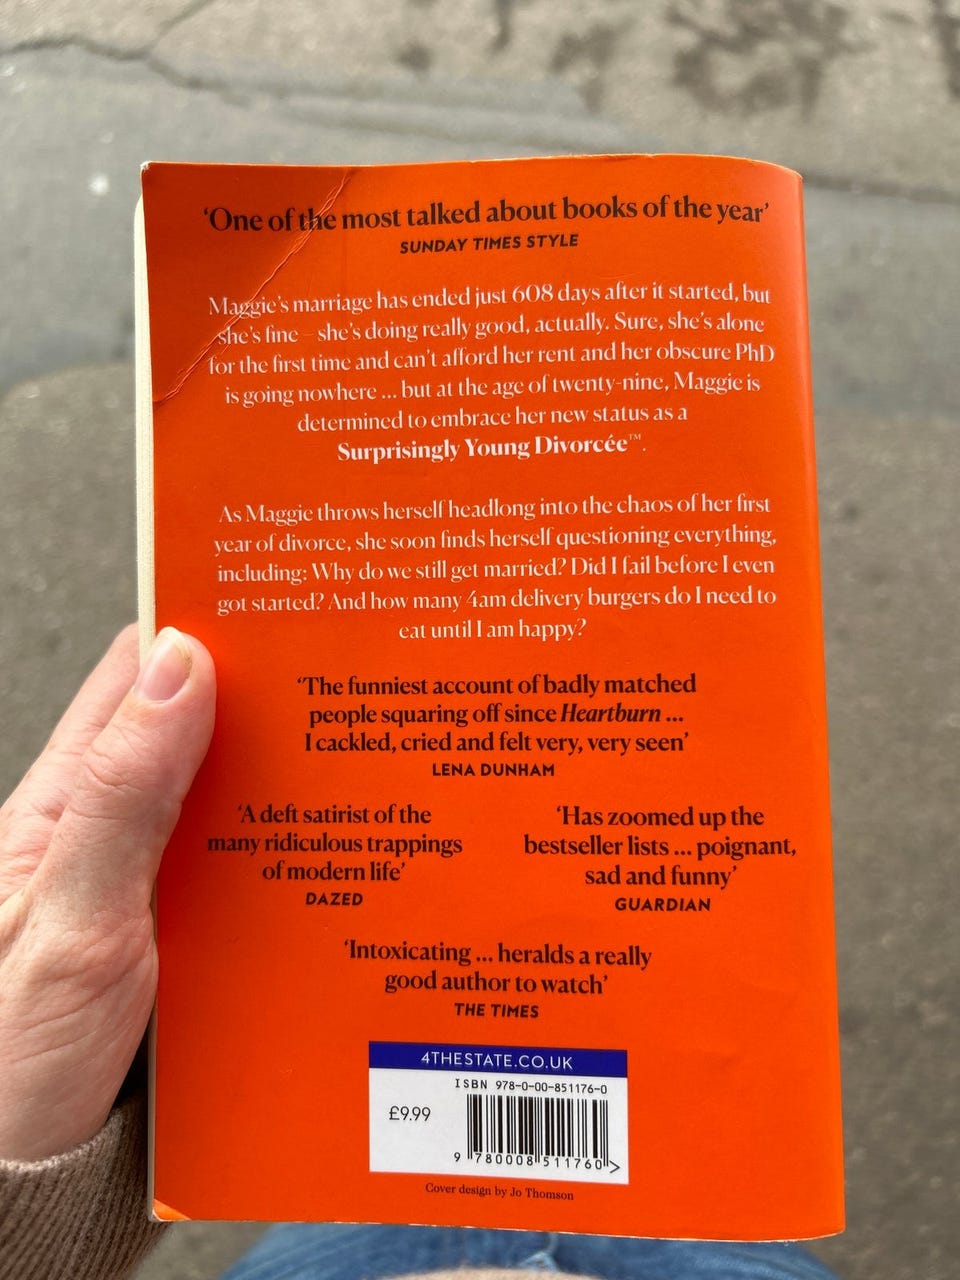 ‘One of the most talked about books of the year’
SUNDAY TIMES STYLE
Maggie’s marriage has ended just 608 days after it started, but
she’s fine – she’s doing really good, actually. Sure, she’s alone
for the first time and can’t afford her rent and her obscure PhD
is going nowhere ... but at the age of twenty-nine, Maggie is
determined to embrace her new status as a
Surprisingly Young Divorcée™.
As Maggie throws herself headlong into the chaos of her first
year of divorce, she soon finds herself questioning everything,
including: Why do we still get married? Did I fail before I even
got started? And how many 4am delivery burgers do I need to
eat until I am happy?
‘The funniest account of badly matched
people squaring off since Heartburn ...
I cackled, cried and felt very, very seen’
LENA DUNHAM
‘A deft satirist of the
many ridiculous trappings
of modern life’
DAZED
‘Has zoomed up the
bestseller lists ... poignant,
sad and funny’
GUARDIAN
‘Intoxicating ... heralds a really
good author to watch’
THE TIMES
4THESTATE.CO.UK
ISBN 978-0-00-851176-0
£9.99
9 780008 511760 >
Cover design by Jo Thomson